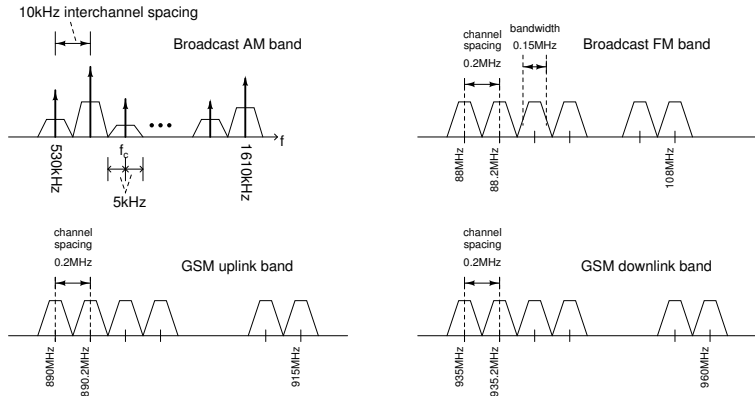 10kHz interchannel spacing
Broadcast AM band
f
530kHz
f_c
1610kHz
5kHz
channel
spacing
0.2MHz
bandwidth
0.15MHz
Broadcast FM band
88MHz
88.2MHz
108MHz
channel
spacing
0.2MHz
GSM uplink band
890MHz
890.2MHz
915MHz
channel
spacing
0.2MHz
GSM downlink band
935MHz
935.2MHz
960MHz